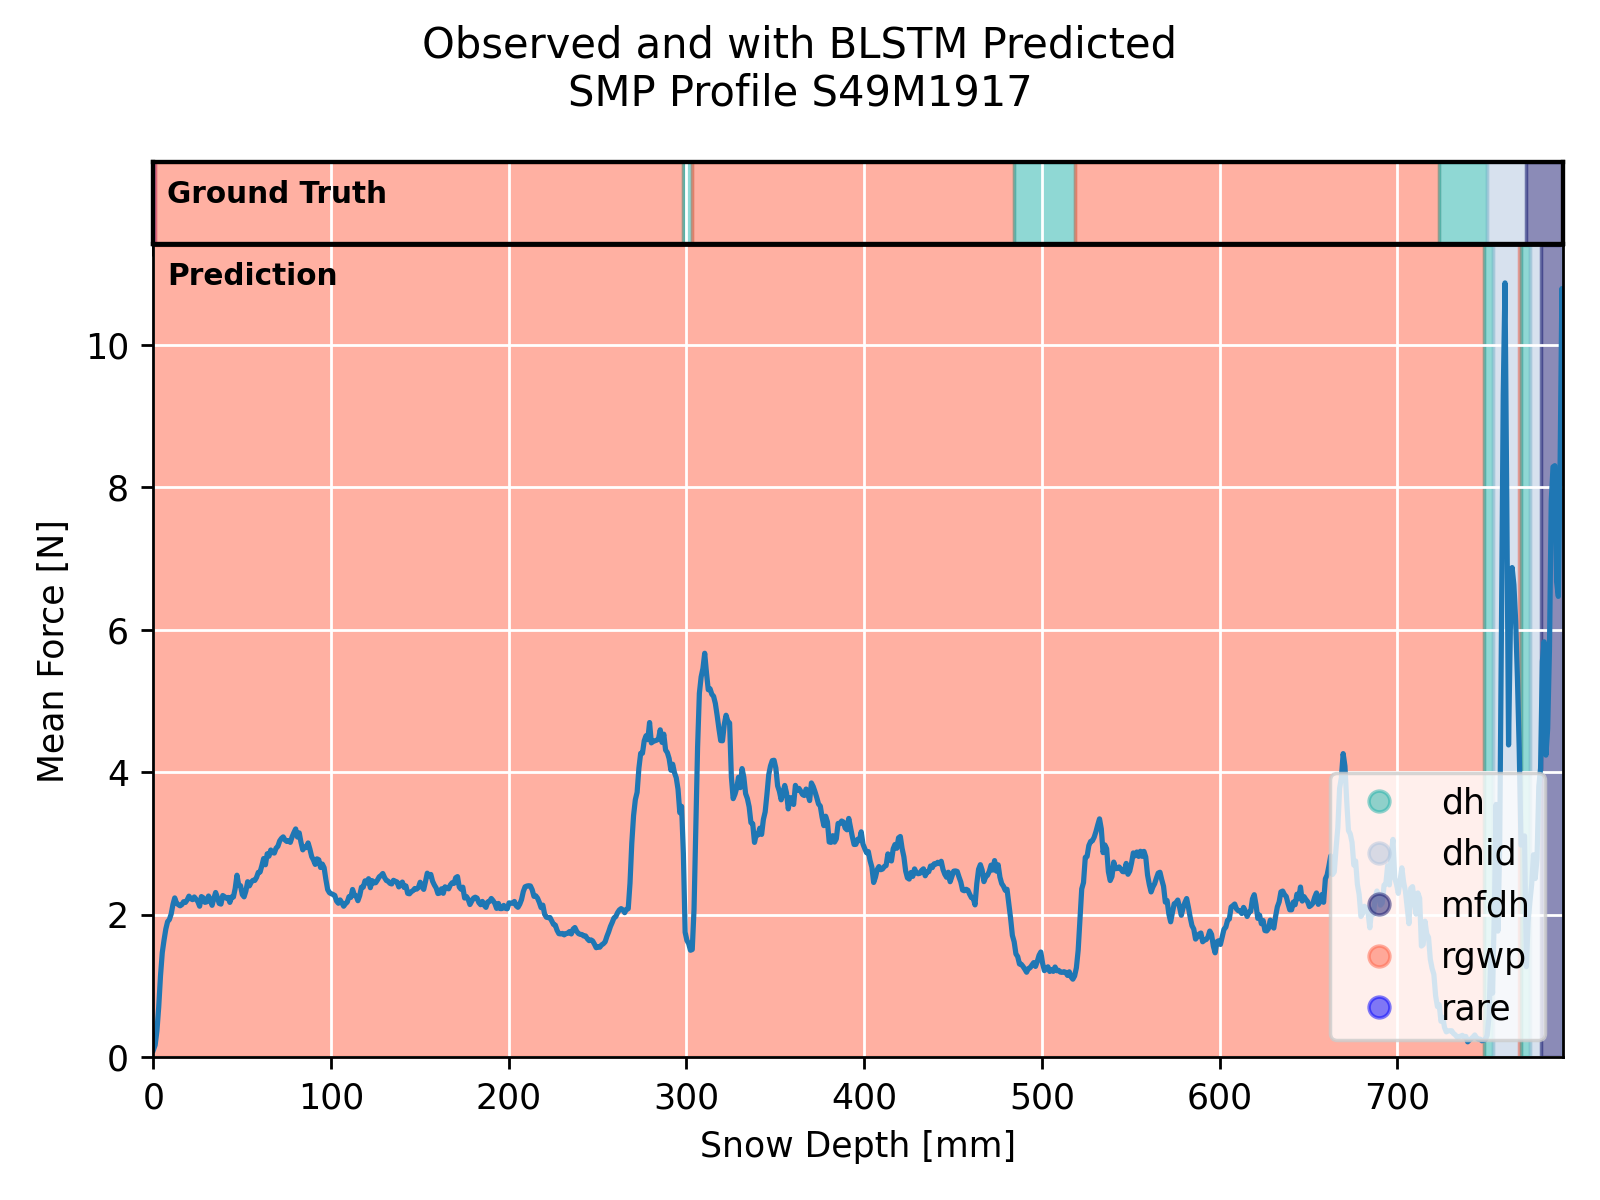 Observed and with BLSTM Predicted
SMP Profile S49M1917
Ground Truth
Prediction
10
8
6
4
2
0
Mean Force [N]
dh
dhid
mfdh
rgwp
rare
0 100 200 300 400 500 600 700
Snow Depth [mm]